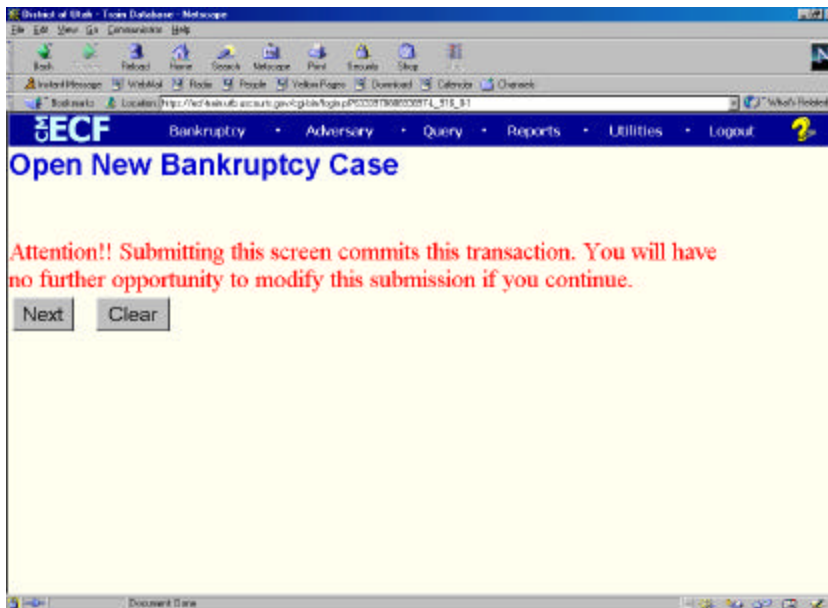 District of Utah - Train Database - Netscape
File Edit View Go Communicator Help
Back Reload Home Search Netscape Print Security Shop
Instant Message WebMail Radio People Yellow Pages Download Calendar Channels
Bookmarks Location: What's Related
CM ECF Bankruptcy · Adversary · Query · Reports · Utilities · Logout ?
Open New Bankruptcy Case
Attention!! Submitting this screen commits this transaction. You will have
no further opportunity to modify this submission if you continue.
Next Clear
Document: Done